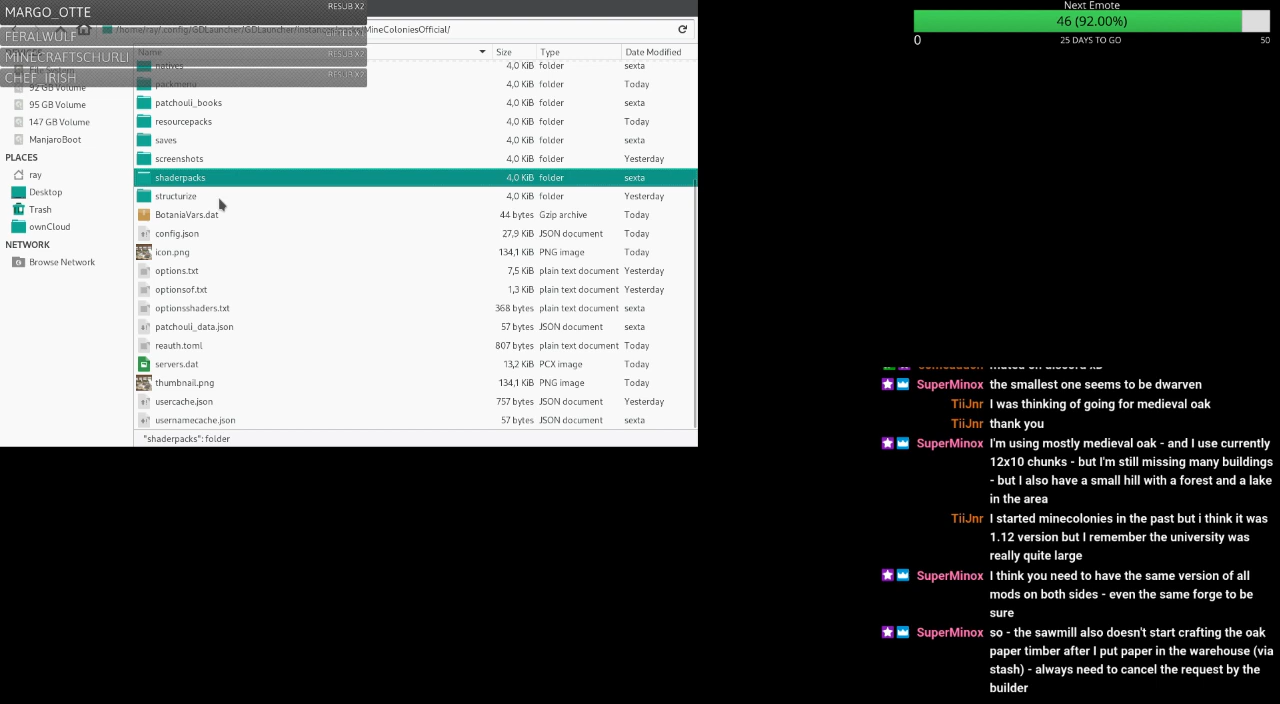 MARGO_OTTE
RESUB X2
FERALWULF
MINECRAFTSCHURLI
RESUB X2
CHEF_IRISH
RESUB X2
/home/ray/.config/GDLauncher/GDLauncher/instances/
MineColoniesOfficial/
Name
Size
Type
Date Modified
92 GB Volume
95 GB Volume
147 GB Volume
ManjaroBoot
PLACES
ray
Desktop
Trash
ownCloud
NETWORK
Browse Network
natives 4,0 KiB folder sexta
packmenu 4,0 KiB folder Today
patchouli_books 4,0 KiB folder sexta
resourcepacks 4,0 KiB folder Today
saves 4,0 KiB folder sexta
screenshots 4,0 KiB folder Yesterday
shaderpacks 4,0 KiB folder sexta
structurize 4,0 KiB folder Yesterday
BotaniaVars.dat 44 bytes Gzip archive Today
config.json 27,9 KiB JSON document Today
icon.png 134,1 KiB PNG image Today
options.txt 7,5 KiB plain text document Yesterday
optionsof.txt 1,3 KiB plain text document Yesterday
optionsshaders.txt 368 bytes plain text document sexta
patchouli_data.json 57 bytes JSON document sexta
reauth.toml 807 bytes plain text document Today
servers.dat 13,2 KiB PCX image Today
thumbnail.png 134,1 KiB PNG image Today
usercache.json 757 bytes JSON document Yesterday
usernamecache.json 57 bytes JSON document sexta
"shaderpacks": folder
Next Emote
46 (92.00%)
0 25 DAYS TO GO 50
SuperMinox the smallest one seems to be dwarven
TiiJnr I was thinking of going for medieval oak
TiiJnr thank you
SuperMinox I'm using mostly medieval oak - and I use currently
12x10 chunks - but I'm still missing many buildings
- but I also have a small hill with a forest and a lake
in the area
TiiJnr I started minecolonies in the past but i think it was
1.12 version but I remember the university was
really quite large
SuperMinox I think you need to have the same version of all
mods on both sides - even the same forge to be
sure
SuperMinox so - the sawmill also doesn't start crafting the oak
paper timber after I put paper in the warehouse (via
stash) - always need to cancel the request by the
builder